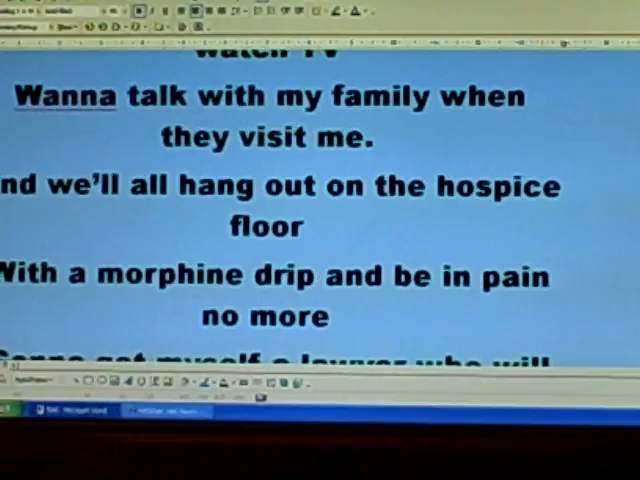 watch TV
Wanna talk with my family when
they visit me.
nd we'll all hang out on the hospice
floor
With a morphine drip and be in pain
no more
Gonna get myself a lawyer who will